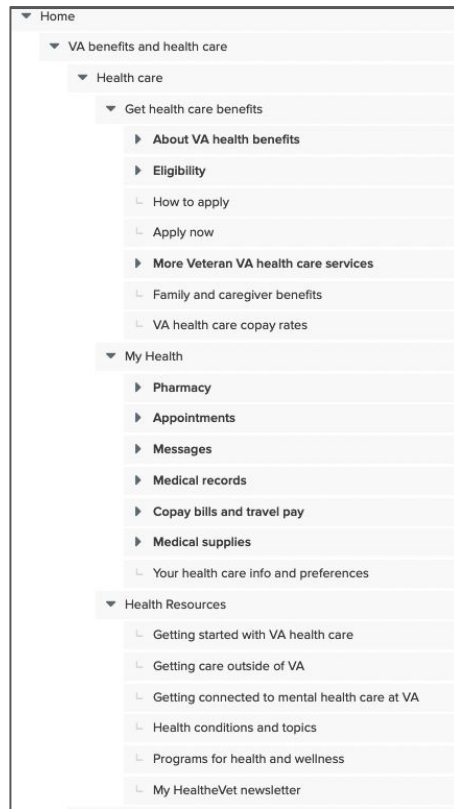 Home
VA benefits and health care
Health care
Get health care benefits
About VA health benefits
Eligibility
How to apply
Apply now
More Veteran VA health care services
Family and caregiver benefits
VA health care copay rates
My Health
Pharmacy
Appointments
Messages
Medical records
Copay bills and travel pay
Medical supplies
Your health care info and preferences
Health Resources
Getting started with VA health care
Getting care outside of VA
Getting connected to mental health care at VA
Health conditions and topics
Programs for health and wellness
My HealtheVet newsletter